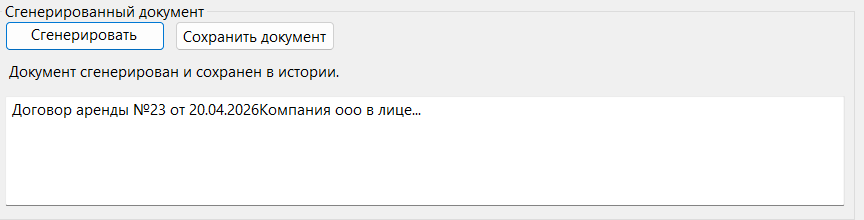 Сгенерированный документ
Сгенерировать Сохранить документ
Документ сгенерирован и сохранен в истории.
Договор аренды №23 от 20.04.2026Компания ооо в лице...